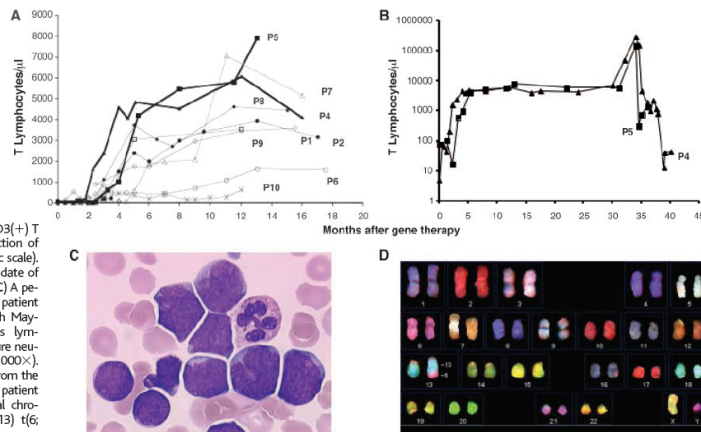 A
T Lymphocytes/µl
9000
8000
7000
6000
5000
4000
3000
2000
1000
0
0 2 4 6 8 10 12 14 16 18 20
P5
P7
P8
P4
P9
P1
P2
P6
P10
B
T Lymphocytes/µl
1000000
100000
10000
1000
100
10
1
0 5 10 15 20 25 30 35 40 45
P5
P4
Months after gene therapy
D3(+) T
ction of
c scale).
date of
C) A pe-
patient
h May-
s lym-
ure neu-
000×).
rom the
patient
al chro-
13) t(6;
C
D
1 2 3 4 5
6 7 8 9 10 11 12
13 14 15 16 17 18
19 20 21 22 X Y